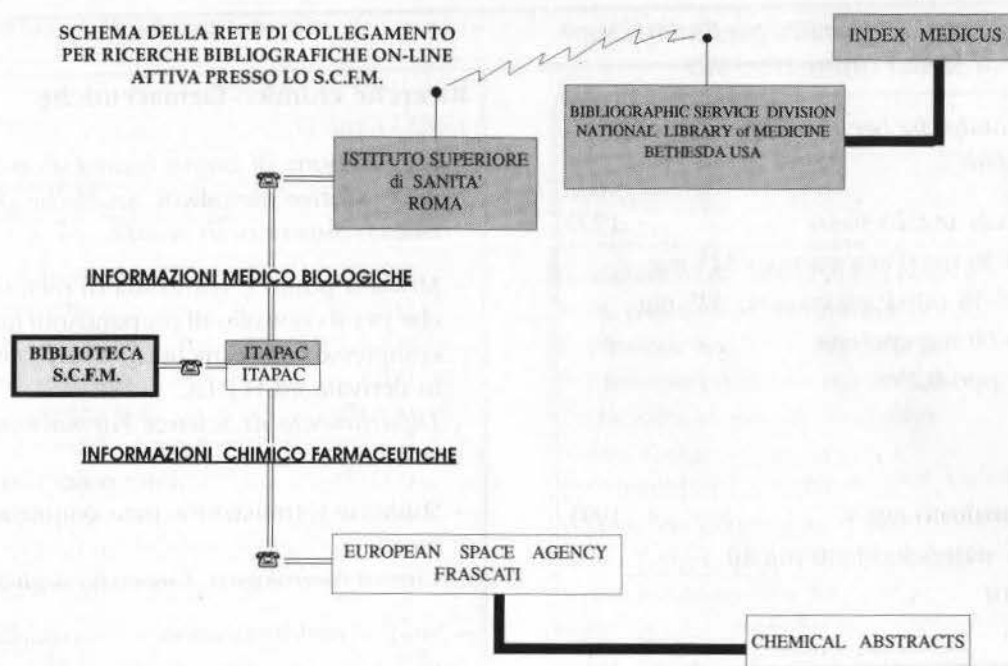 SCHEMA DELLA RETE DI COLLEGAMENTO
PER RICERCHE BIBLIOGRAFICHE ON-LINE
ATTIVA PRESSO LO S.C.F.M.
INDEX MEDICUS
BIBLIOGRAPHIC SERVICE DIVISION
NATIONAL LIBRARY of MEDICINE
BETHESDA USA
ISTITUTO SUPERIORE
di SANITA'
ROMA
INFORMAZIONI MEDICO BIOLOGICHE
BIBLIOTECA
S.C.F.M.
ITAPAC
ITAPAC
INFORMAZIONI CHIMICO FARMACEUTICHE
EUROPEAN SPACE AGENCY
FRASCATI
CHEMICAL ABSTRACTS